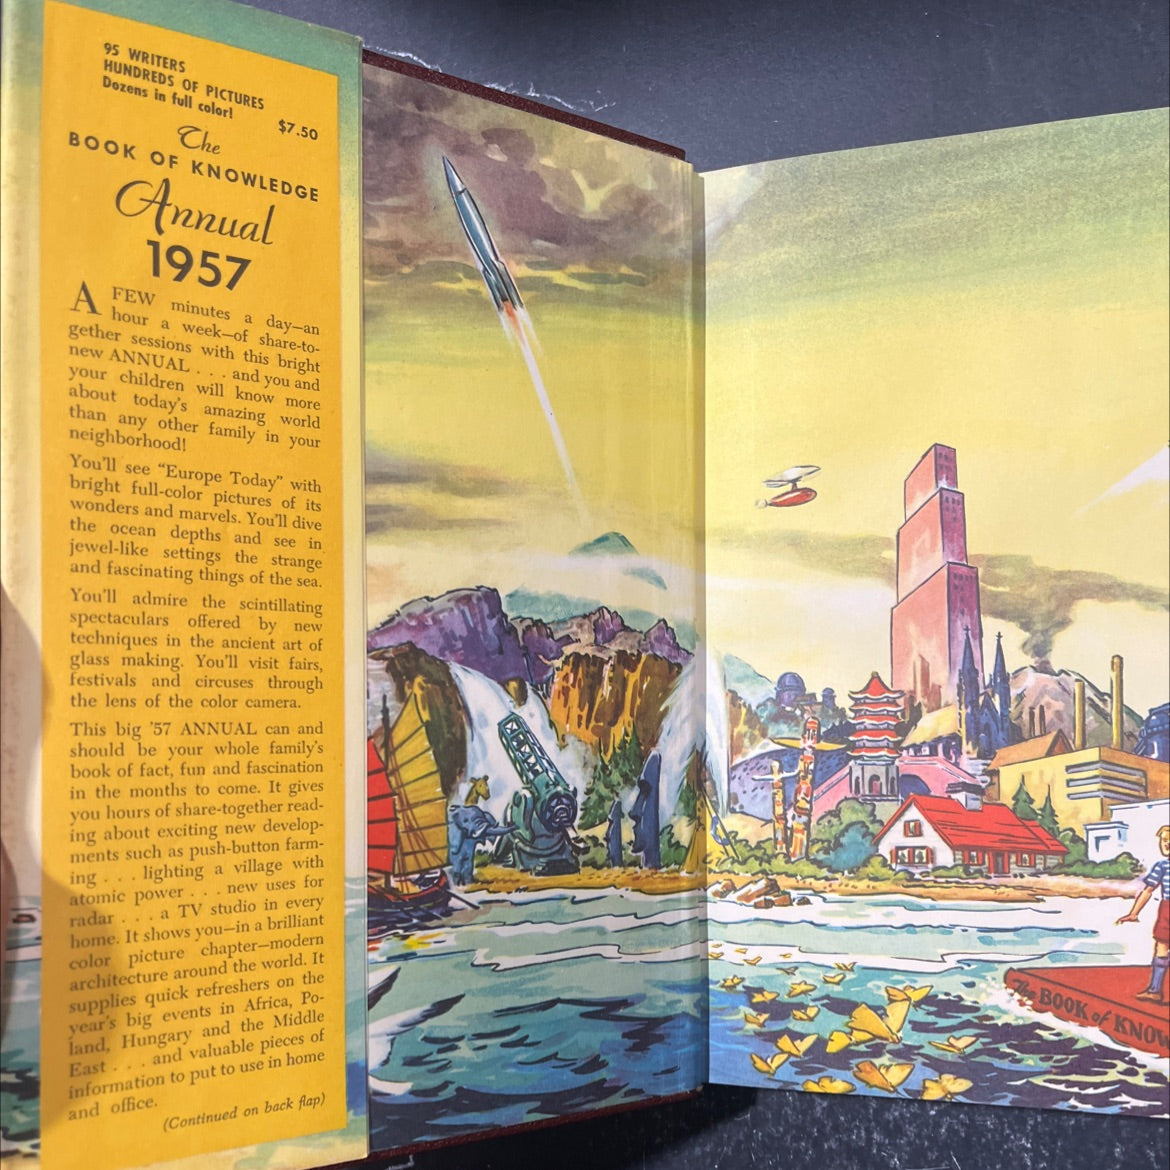 95 WRITERS
HUNDREDS OF PICTURES
Dozens in full color!
$7.50
The
BOOK OF KNOWLEDGE
Annual
1957
A FEW minutes a day—an
hour a week—of share-to-
gether sessions with this bright
new ANNUAL . . . and you and
your children will know more
about today's amazing world
than any other family in your
neighborhood!
You'll see "Europe Today" with
bright full-color pictures of its
wonders and marvels. You'll dive
the ocean depths and see in
jewel-like settings the strange
and fascinating things of the sea.
You'll admire the scintillating
spectaculars offered by new
techniques in the ancient art of
glass making. You'll visit fairs,
festivals and circuses through
the lens of the color camera.
This big '57 ANNUAL can and
should be your whole family's
book of fact, fun and fascination
in the months to come. It gives
you hours of share-together read-
ing about exciting new develop-
ments such as push-button farm-
ing . . . lighting a village with
atomic power . . . new uses for
radar . . . a TV studio in every
home. It shows you—in a brilliant
color picture chapter—modern
architecture around the world. It
supplies quick refreshers on the
year's big events in Africa, Po-
land, Hungary and the Middle
East . . . and valuable pieces of
information to put to use in home
and office.
(Continued on back flap)
The BOOK of KNOW